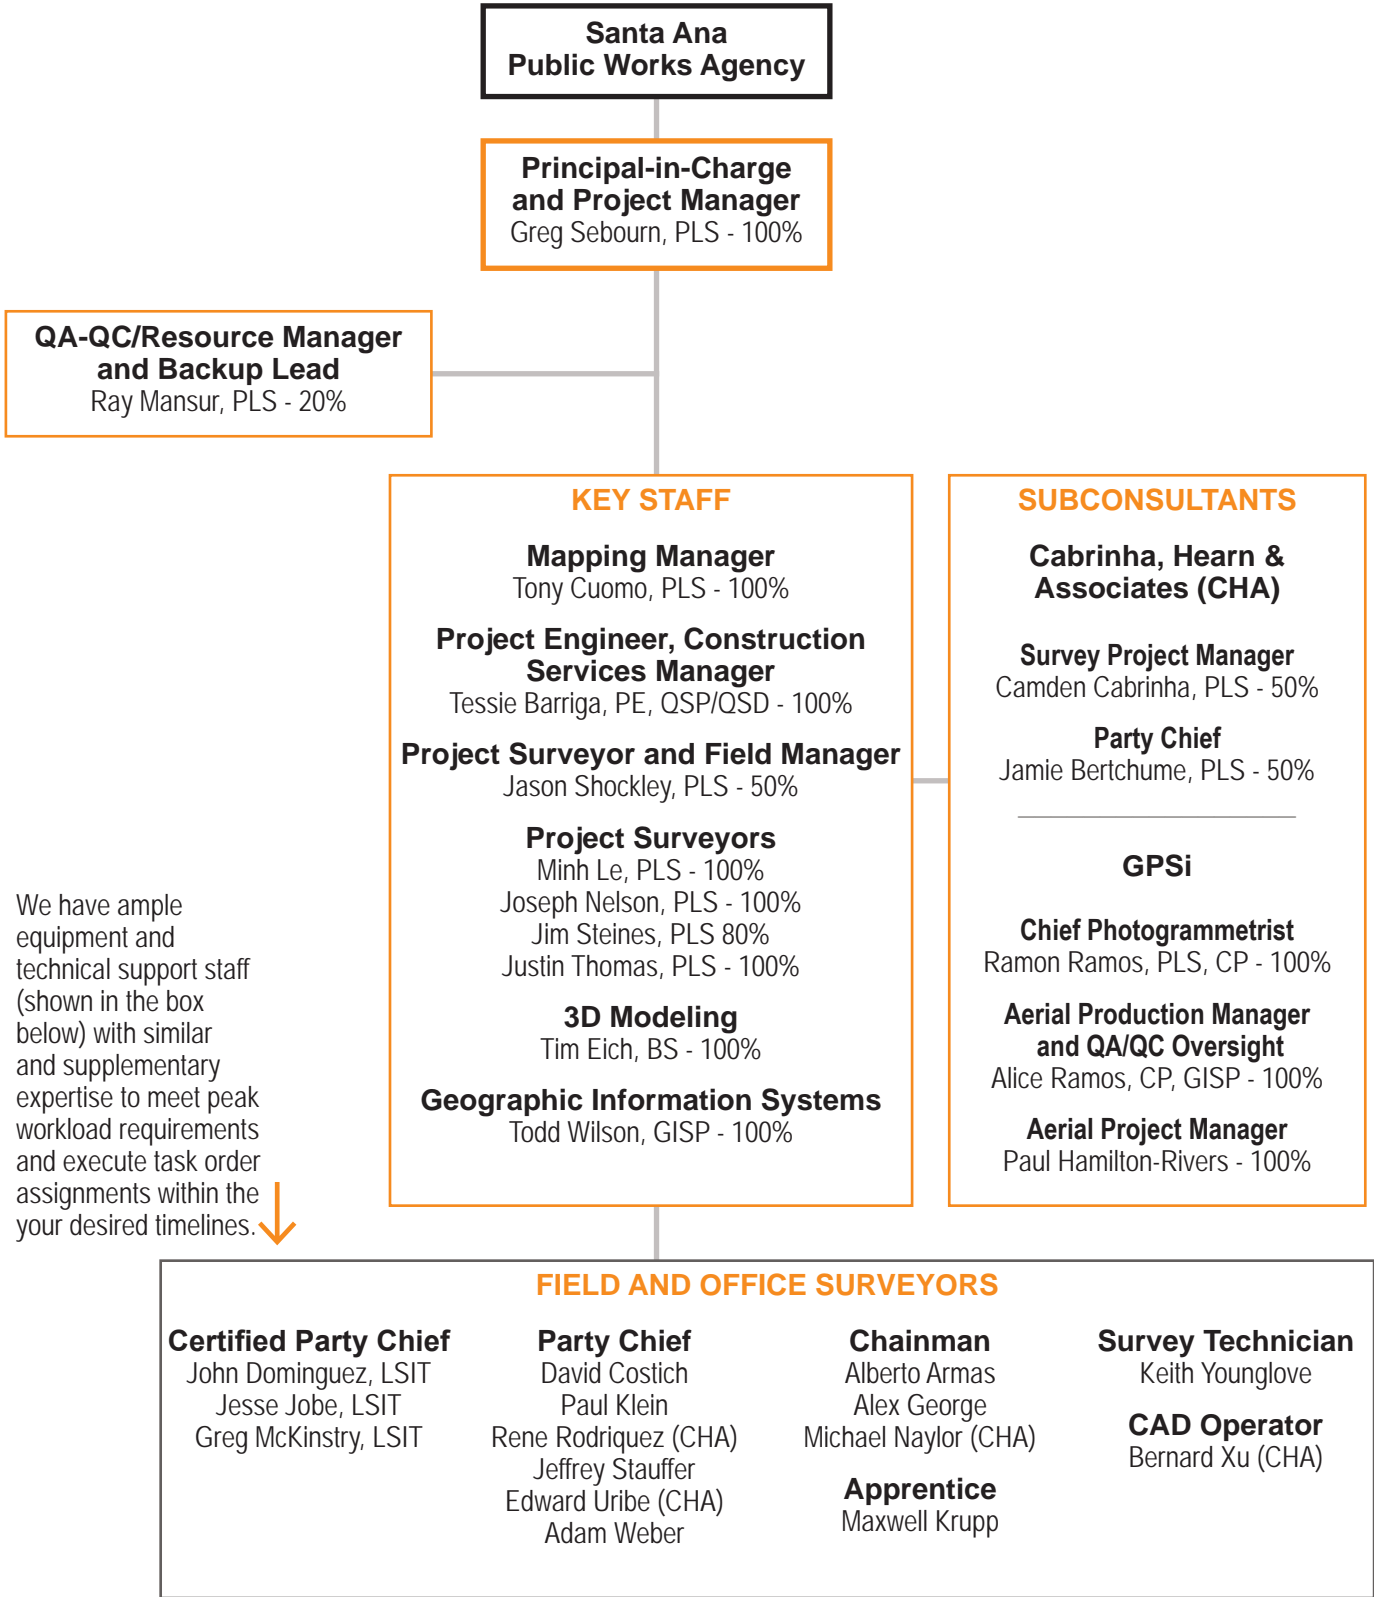 Santa Ana
Public Works Agency
Principal-in-Charge
and Project Manager
Greg Sebourn, PLS - 100%
QA-QC/Resource Manager
and Backup Lead
Ray Mansur, PLS - 20%
KEY STAFF
Mapping Manager
Tony Cuomo, PLS - 100%
Project Engineer, Construction
Services Manager
Tessie Barriga, PE, QSP/QSD - 100%
Project Surveyor and Field Manager
Jason Shockley, PLS - 50%
Project Surveyors
Minh Le, PLS - 100%
Joseph Nelson, PLS - 100%
Jim Steines, PLS 80%
Justin Thomas, PLS - 100%
3D Modeling
Tim Eich, BS - 100%
Geographic Information Systems
Todd Wilson, GISP - 100%
SUBCONSULTANTS
Cabrinha, Hearn &
Associates (CHA)
Survey Project Manager
Camden Cabrinha, PLS - 50%
Party Chief
Jamie Bertchume, PLS - 50%
GPSi
Chief Photogrammetrist
Ramon Ramos, PLS, CP - 100%
Aerial Production Manager
and QA/QC Oversight
Alice Ramos, CP, GISP - 100%
Aerial Project Manager
Paul Hamilton-Rivers - 100%
We have ample
equipment and
technical support staff
(shown in the box
below) with similar
and supplementary
expertise to meet peak
workload requirements
and execute task order
assignments within the
your desired timelines.
FIELD AND OFFICE SURVEYORS
Certified Party Chief
John Dominguez, LSIT
Jesse Jobe, LSIT
Greg McKinstry, LSIT
Party Chief
David Costich
Paul Klein
Rene Rodriquez (CHA)
Jeffrey Stauffer
Edward Uribe (CHA)
Adam Weber
Chainman
Alberto Armas
Alex George
Michael Naylor (CHA)
Apprentice
Maxwell Krupp
Survey Technician
Keith Younglove
CAD Operator
Bernard Xu (CHA)